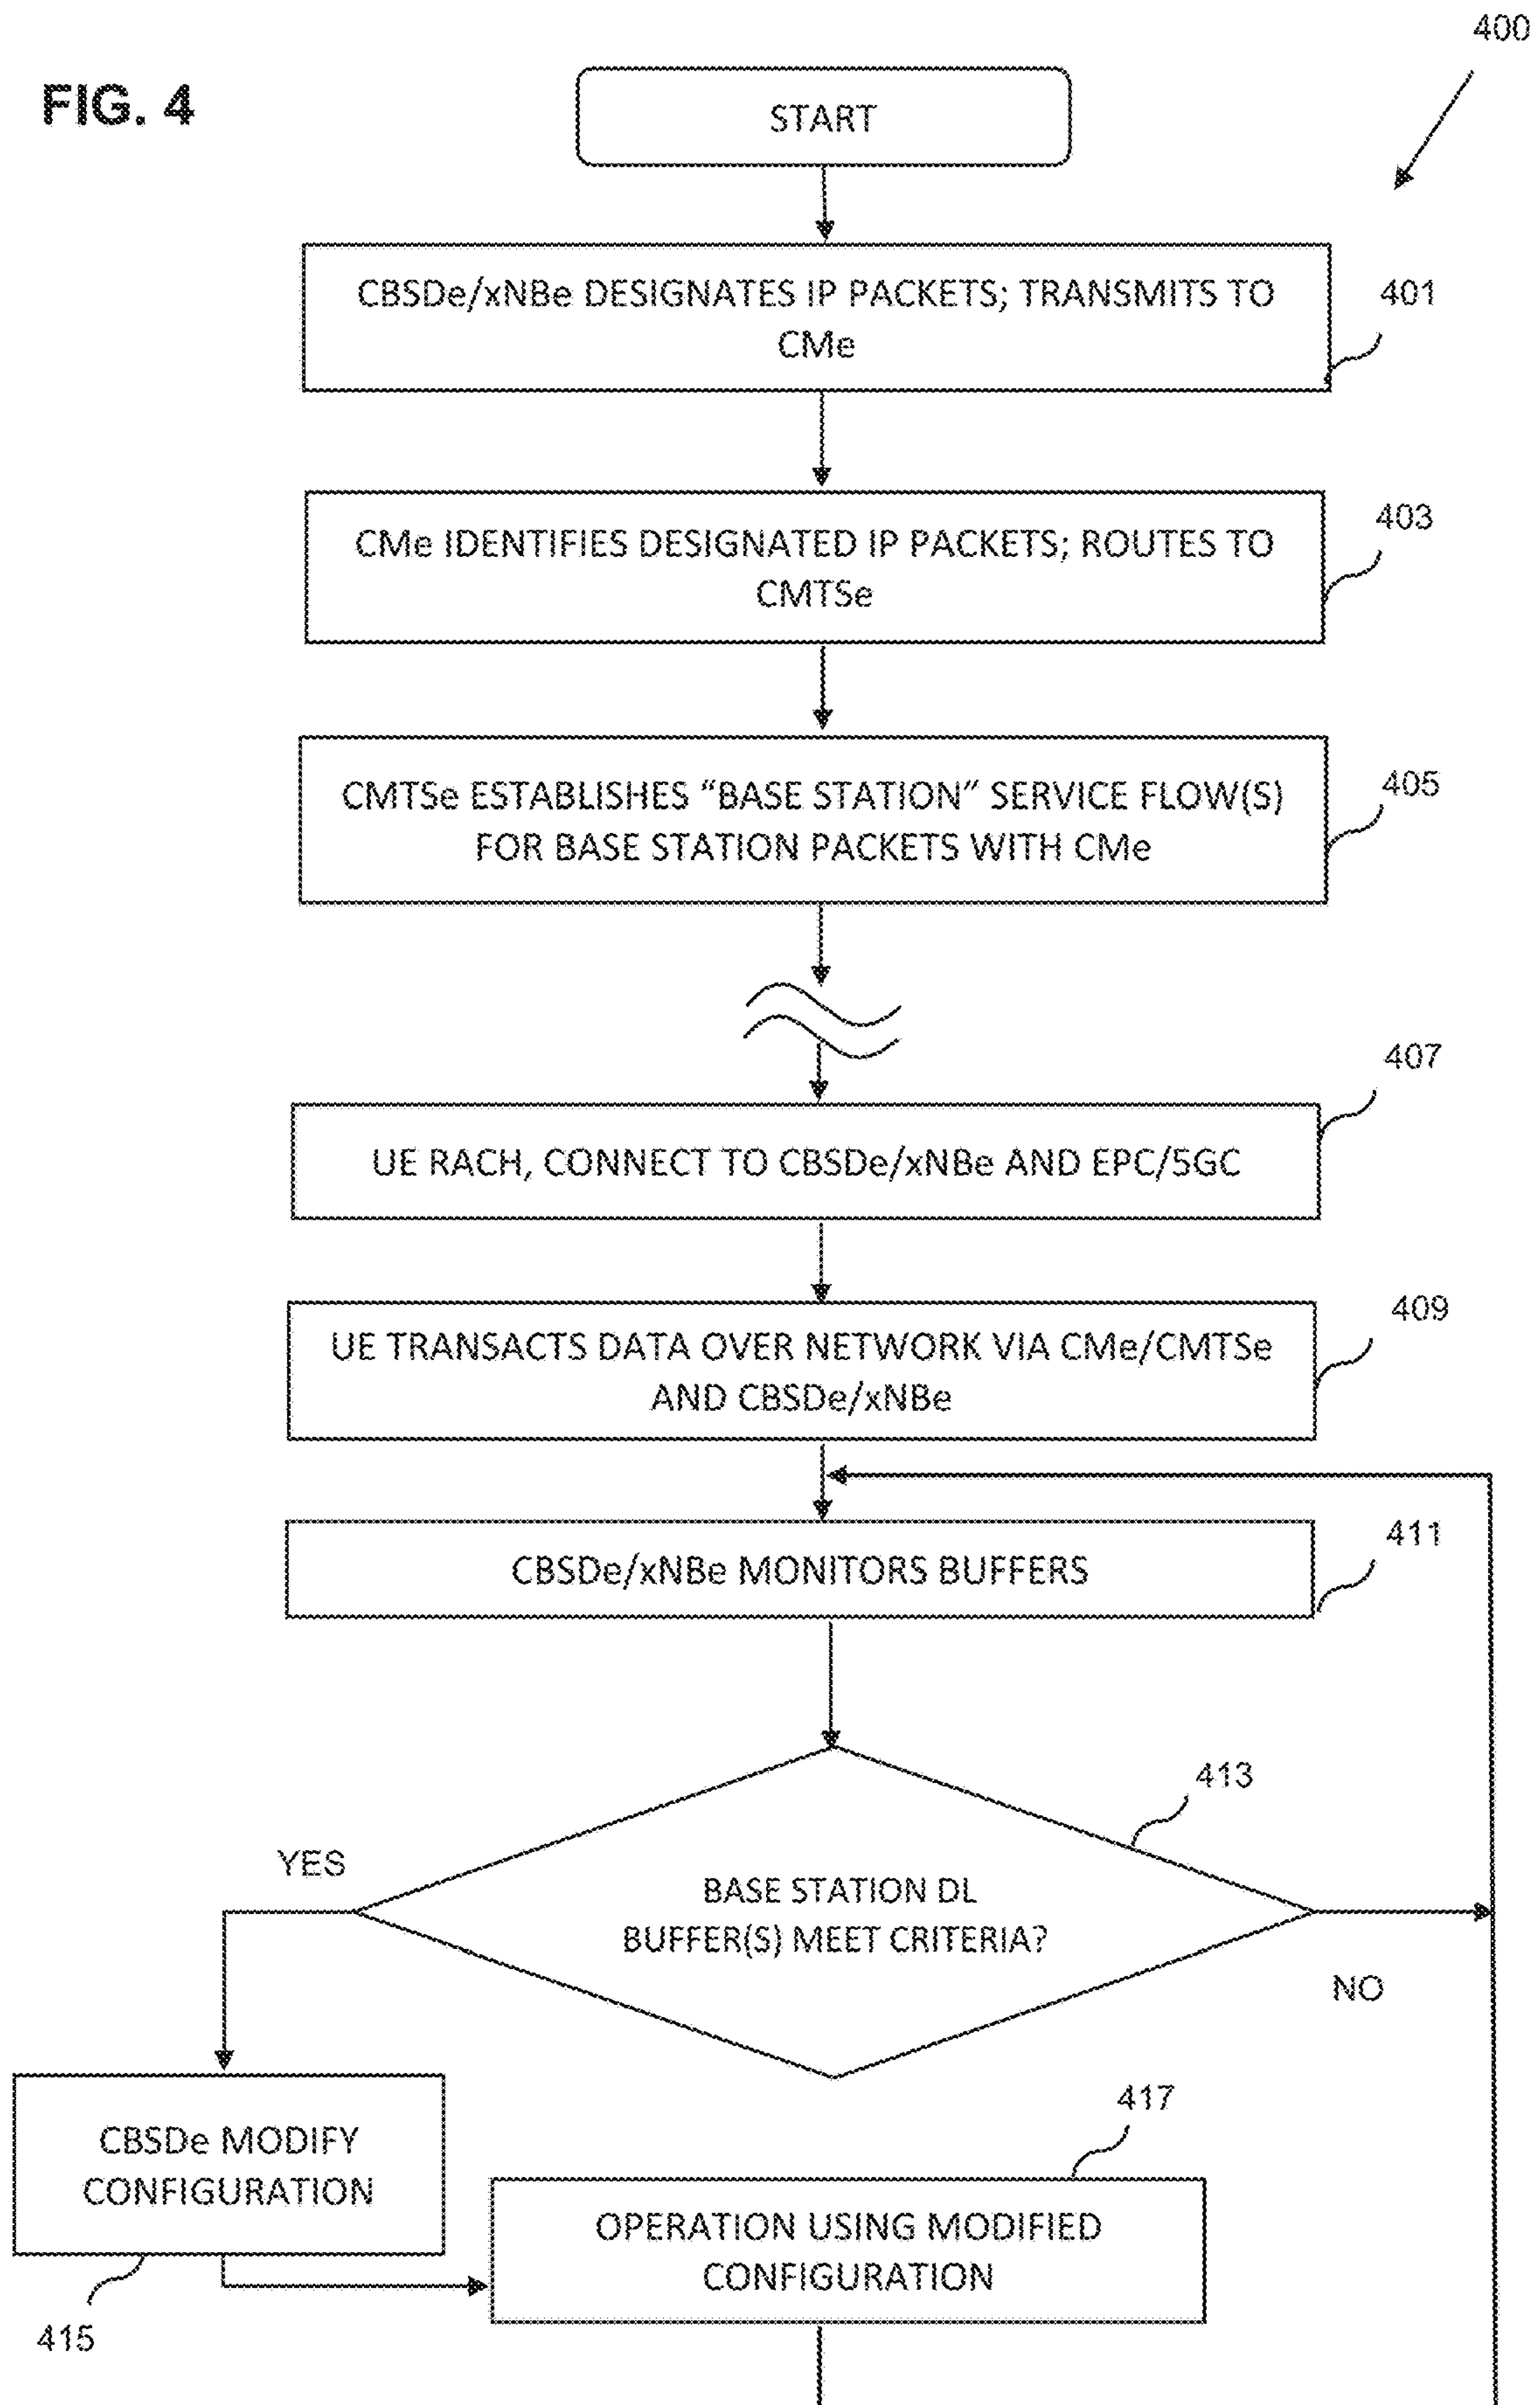 400
FIG. 4
START
CBSDe/xNBe DESIGNATES IP PACKETS; TRANSMITS TO
CMe
401
CMe IDENTIFIES DESIGNATED IP PACKETS; ROUTES TO
CMTSe
403
CMTSe ESTABLISHES "BASE STATION" SERVICE FLOW(S)
FOR BASE STATION PACKETS WITH CMe
405
407
UE RACH, CONNECT TO CBSDe/xNBe AND EPC/5GC
409
UE TRANSACTS DATA OVER NETWORK VIA CMe/CMTSe
AND CBSDe/xNBe
411
CBSDe/xNBe MONITORS BUFFERS
413
YES
BASE STATION DL
BUFFER(S) MEET CRITERIA?
NO
CBSDe MODIFY
CONFIGURATION
415
417
OPERATION USING MODIFIED
CONFIGURATION